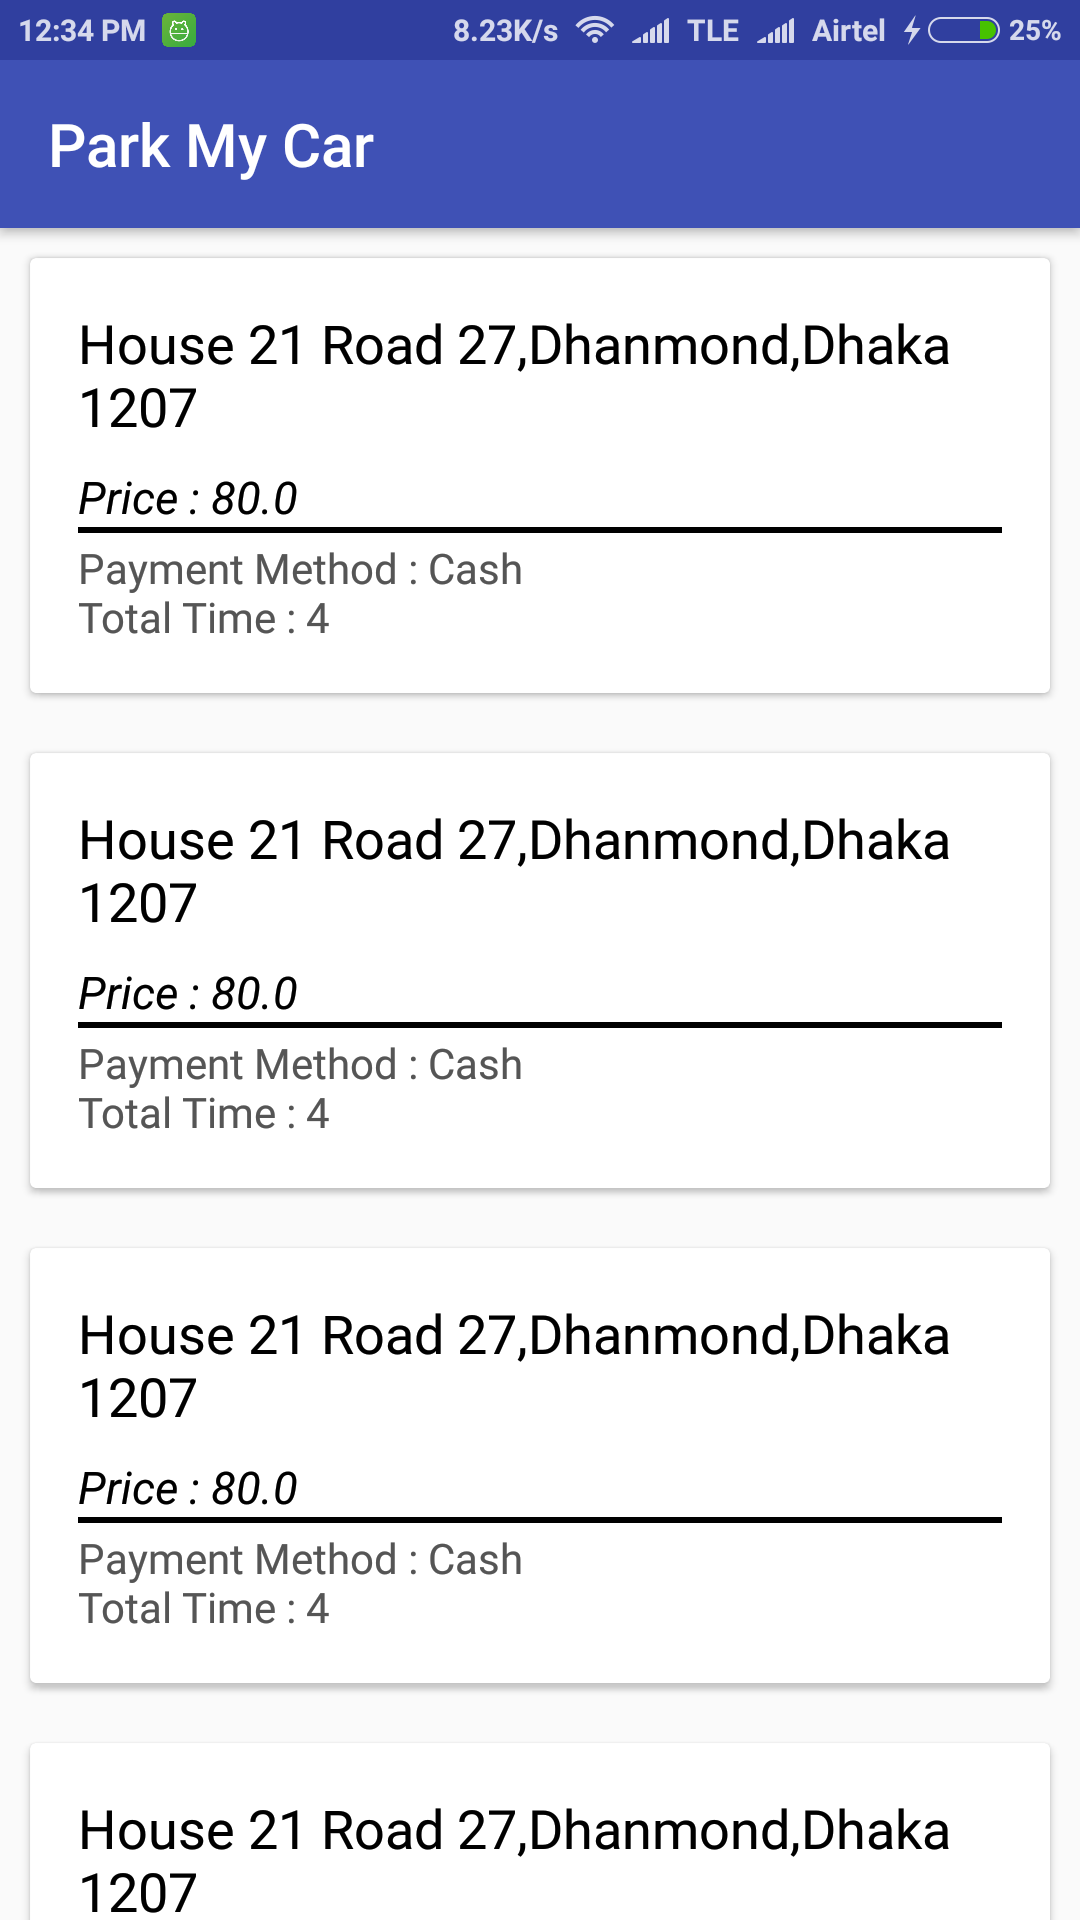 12:34 PM 8.23K/s TLE Airtel 25%
Park My Car
House 21 Road 27,Dhanmond,Dhaka
1207
Price : 80.0
Payment Method : Cash
Total Time : 4
House 21 Road 27,Dhanmond,Dhaka
1207
Price : 80.0
Payment Method : Cash
Total Time : 4
House 21 Road 27,Dhanmond,Dhaka
1207
Price : 80.0
Payment Method : Cash
Total Time : 4
House 21 Road 27,Dhanmond,Dhaka
1207